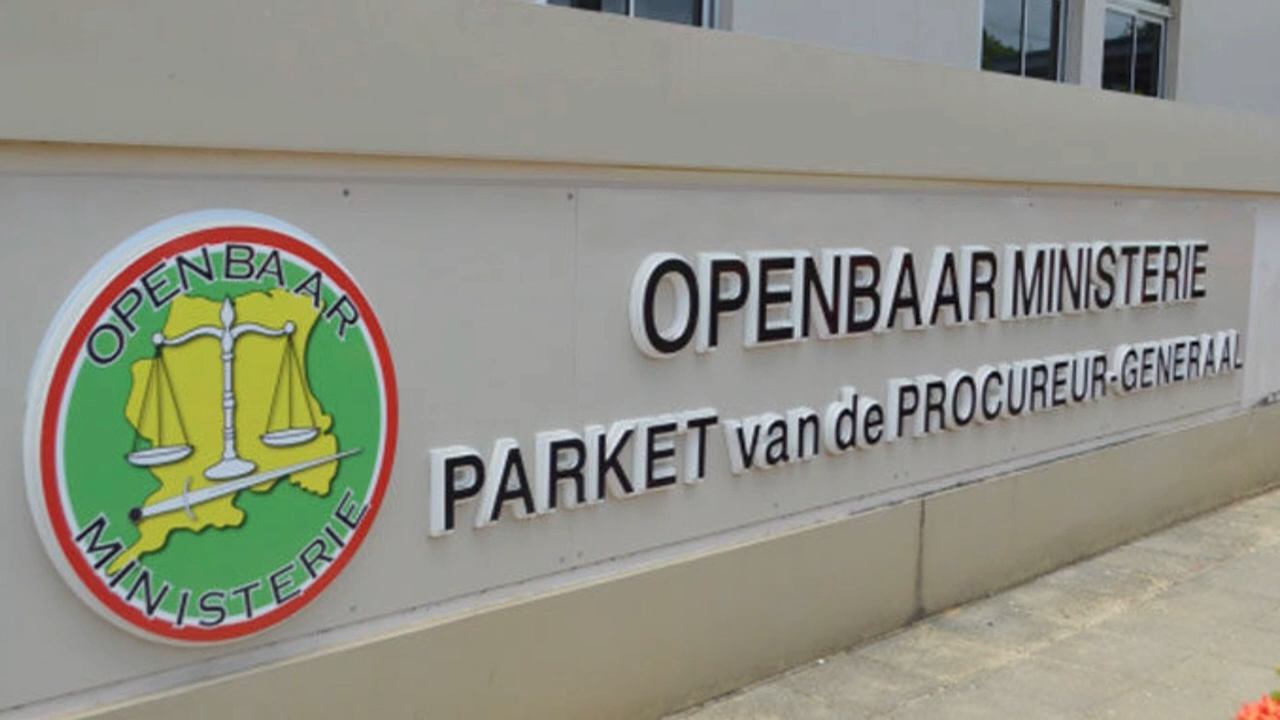 OPENBAAR
MINISTERIE
OPENBAAR MINISTERIE
PARKET van de PROCUREUR-GENERAAL